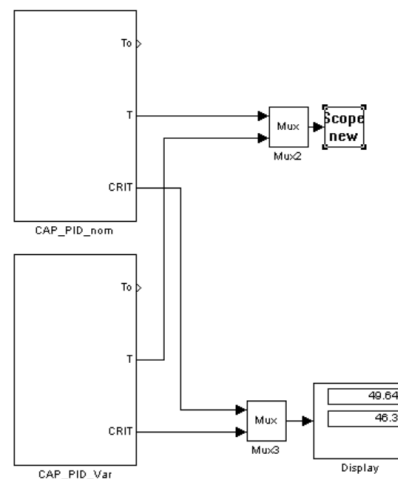 To
T
CRIT
CAP_PID_nom
Mux
Mux2
Scope
new
To
T
CRIT
CAP_PID_Var
Mux
Mux3
49.64
46.3
Display